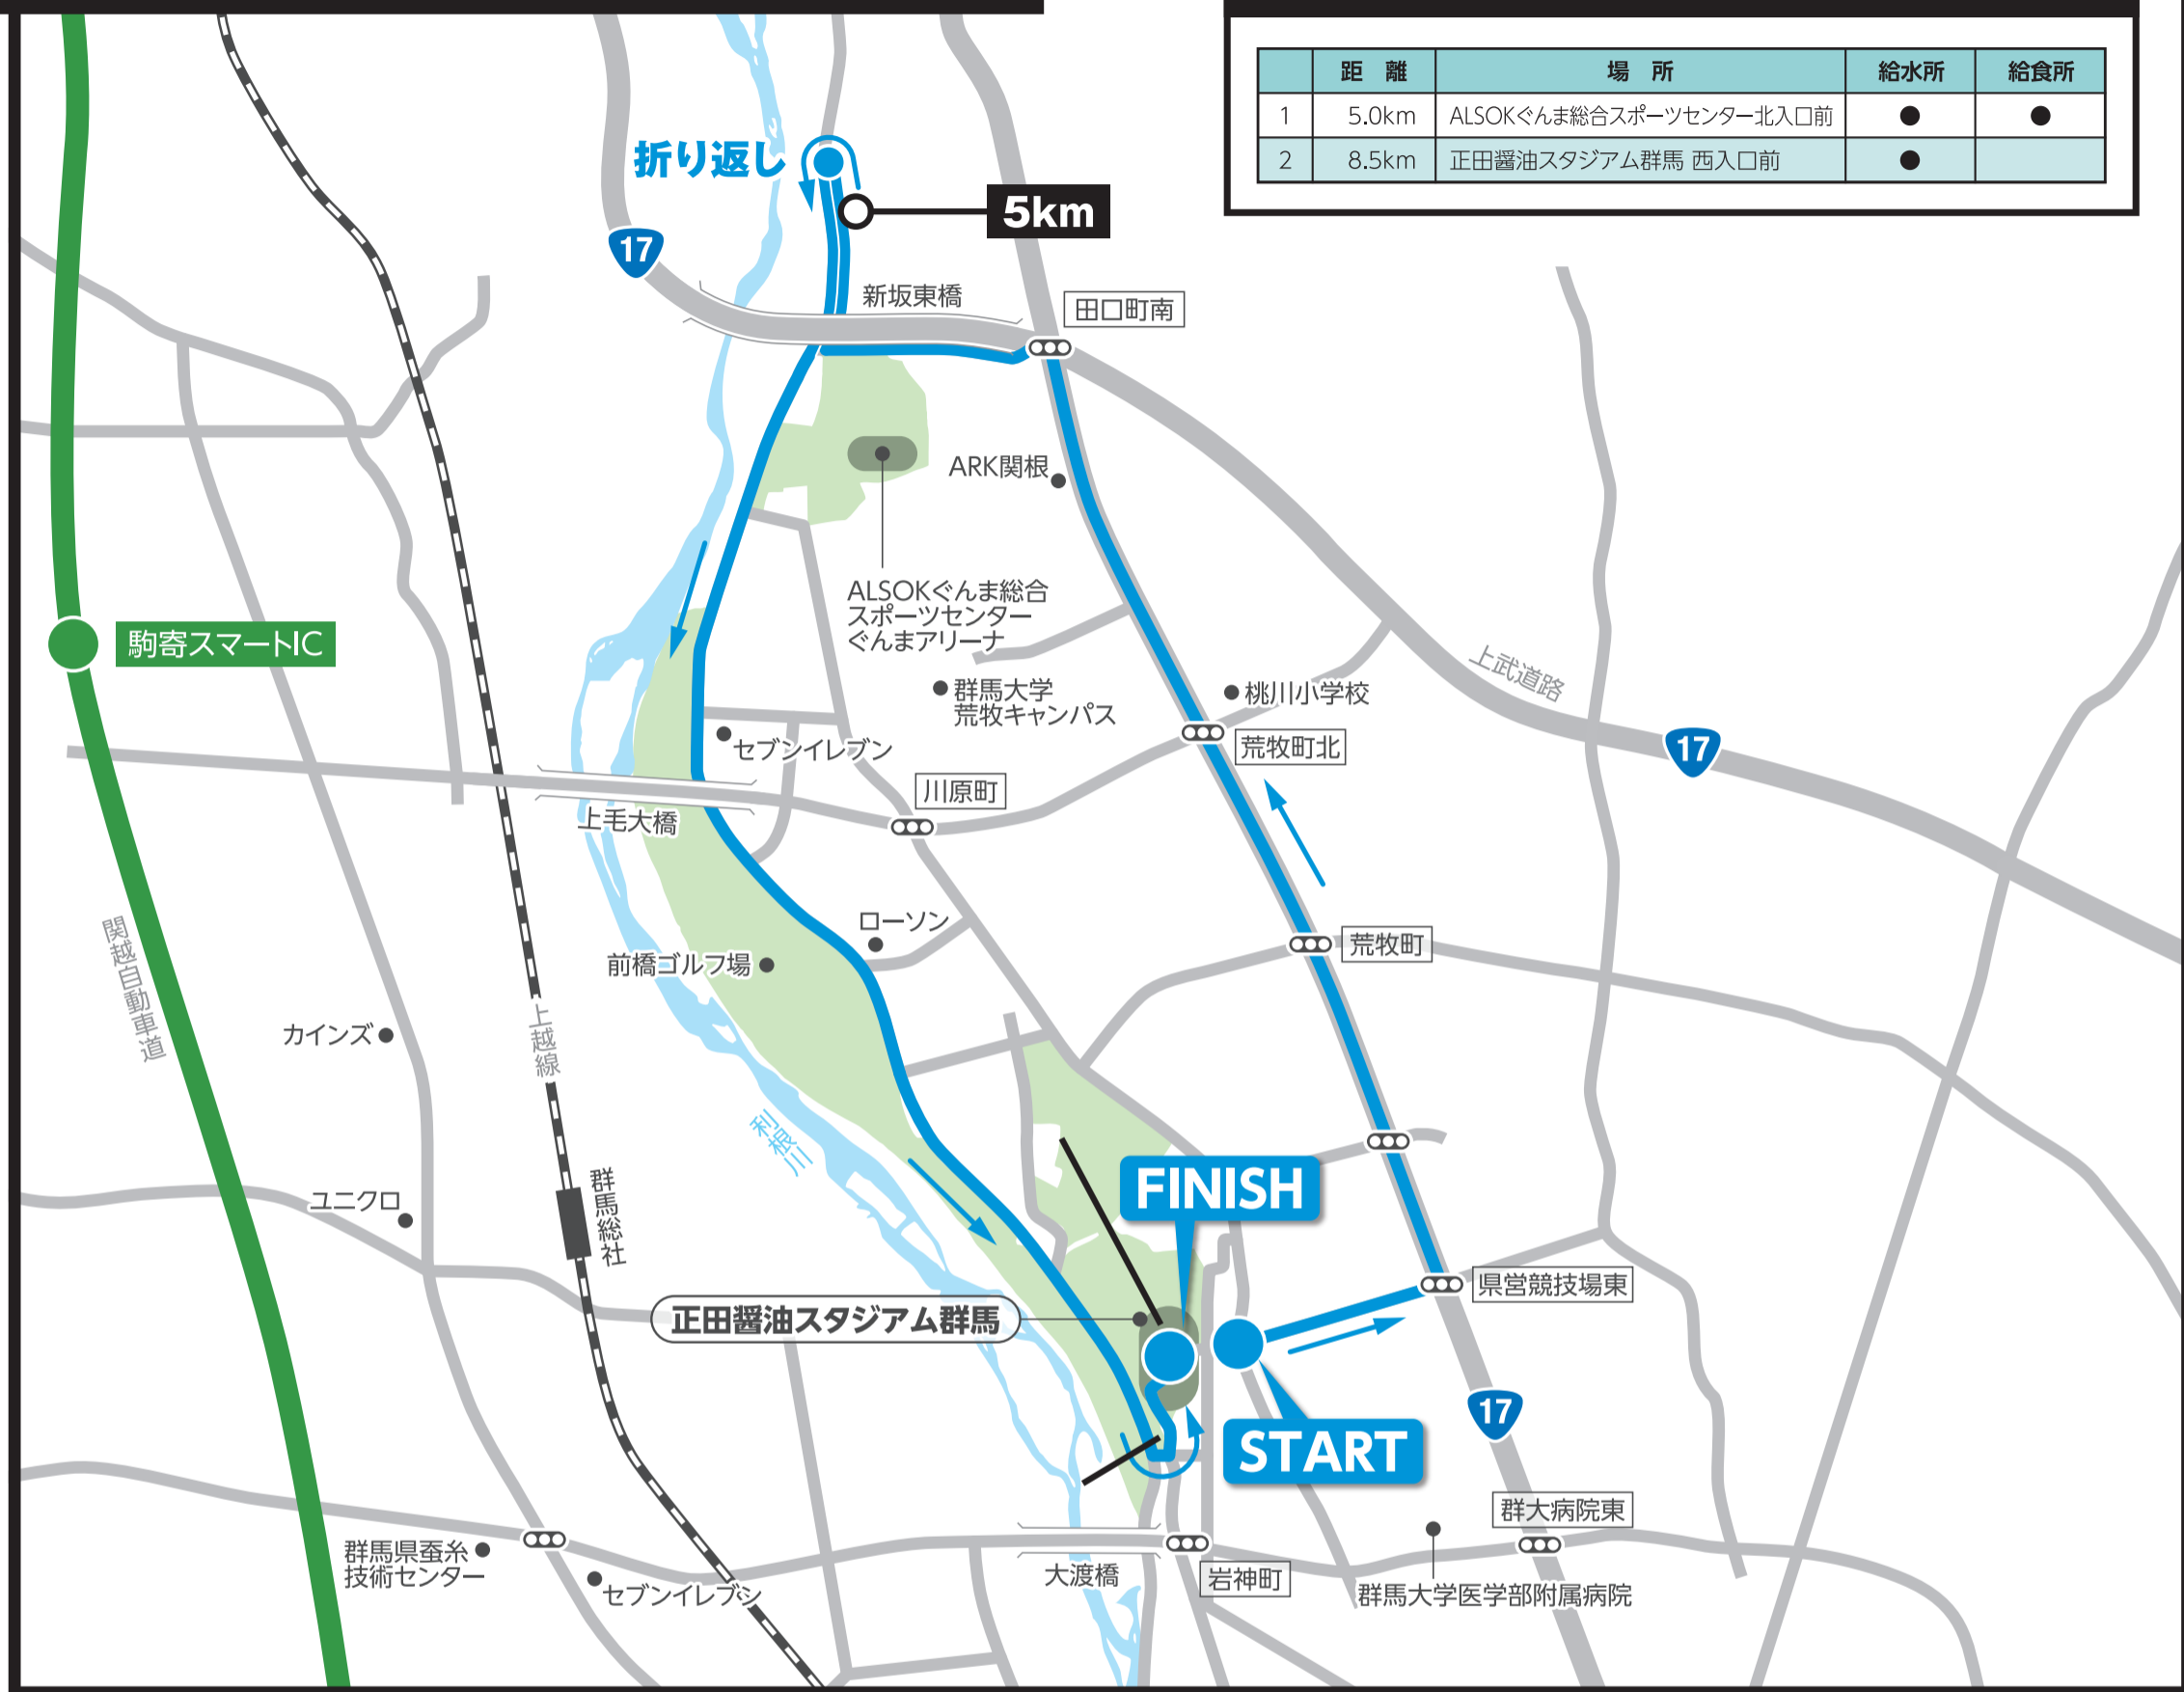 距 離 場 所 給水所 給食所
1 5.0km ALSOKぐんま総合スポーツセンター北入口前 ● ●
2 8.5km 正田醤油スタジアム群馬 西入口前 ●
折り返し
5km
17
新坂東橋
田口町南
ARK関根
ALSOKぐんま総合
スポーツセンター
ぐんまアリーナ
駒寄スマートIC
上武道路
群馬大学
荒牧キャンパス
桃川小学校
セブンイレブン
荒牧町北
17
川原町
上毛大橋
ローソン
荒牧町
前橋ゴルフ場
関越自動車道
カインズ
上越線
利根川
FINISH
ユニクロ
群馬総社
県営競技場東
正田醤油スタジアム群馬
17
START
群大病院東
群馬県蚕糸
技術センター
セブンイレブン
大渡橋
岩神町
群馬大学医学部附属病院